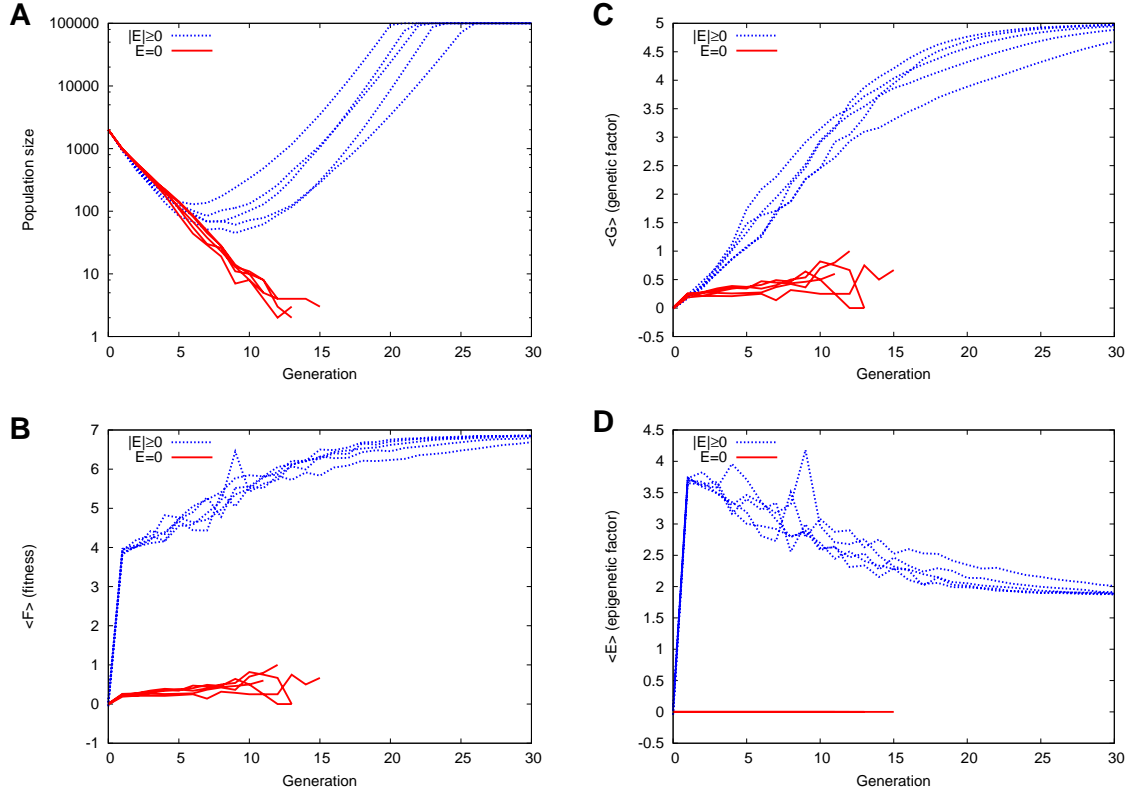 A
100000
10000
1000
100
10
1
0 5 10 15 20 25 30
Population size
Generation
|E|≥0
E=0
C
5
4.5
4
3.5
3
2.5
2
1.5
1
0.5
0
-0.5
0 5 10 15 20 25 30
<G> (genetic factor)
Generation
|E|≥0
E=0
B
7
6
5
4
3
2
1
0
-1
0 5 10 15 20 25 30
<F> (fitness)
Generation
|E|≥0
E=0
D
4.5
4
3.5
3
2.5
2
1.5
1
0.5
0
-0.5
0 5 10 15 20 25 30
<E> (epigenetic factor)
Generation
|E|≥0
E=0